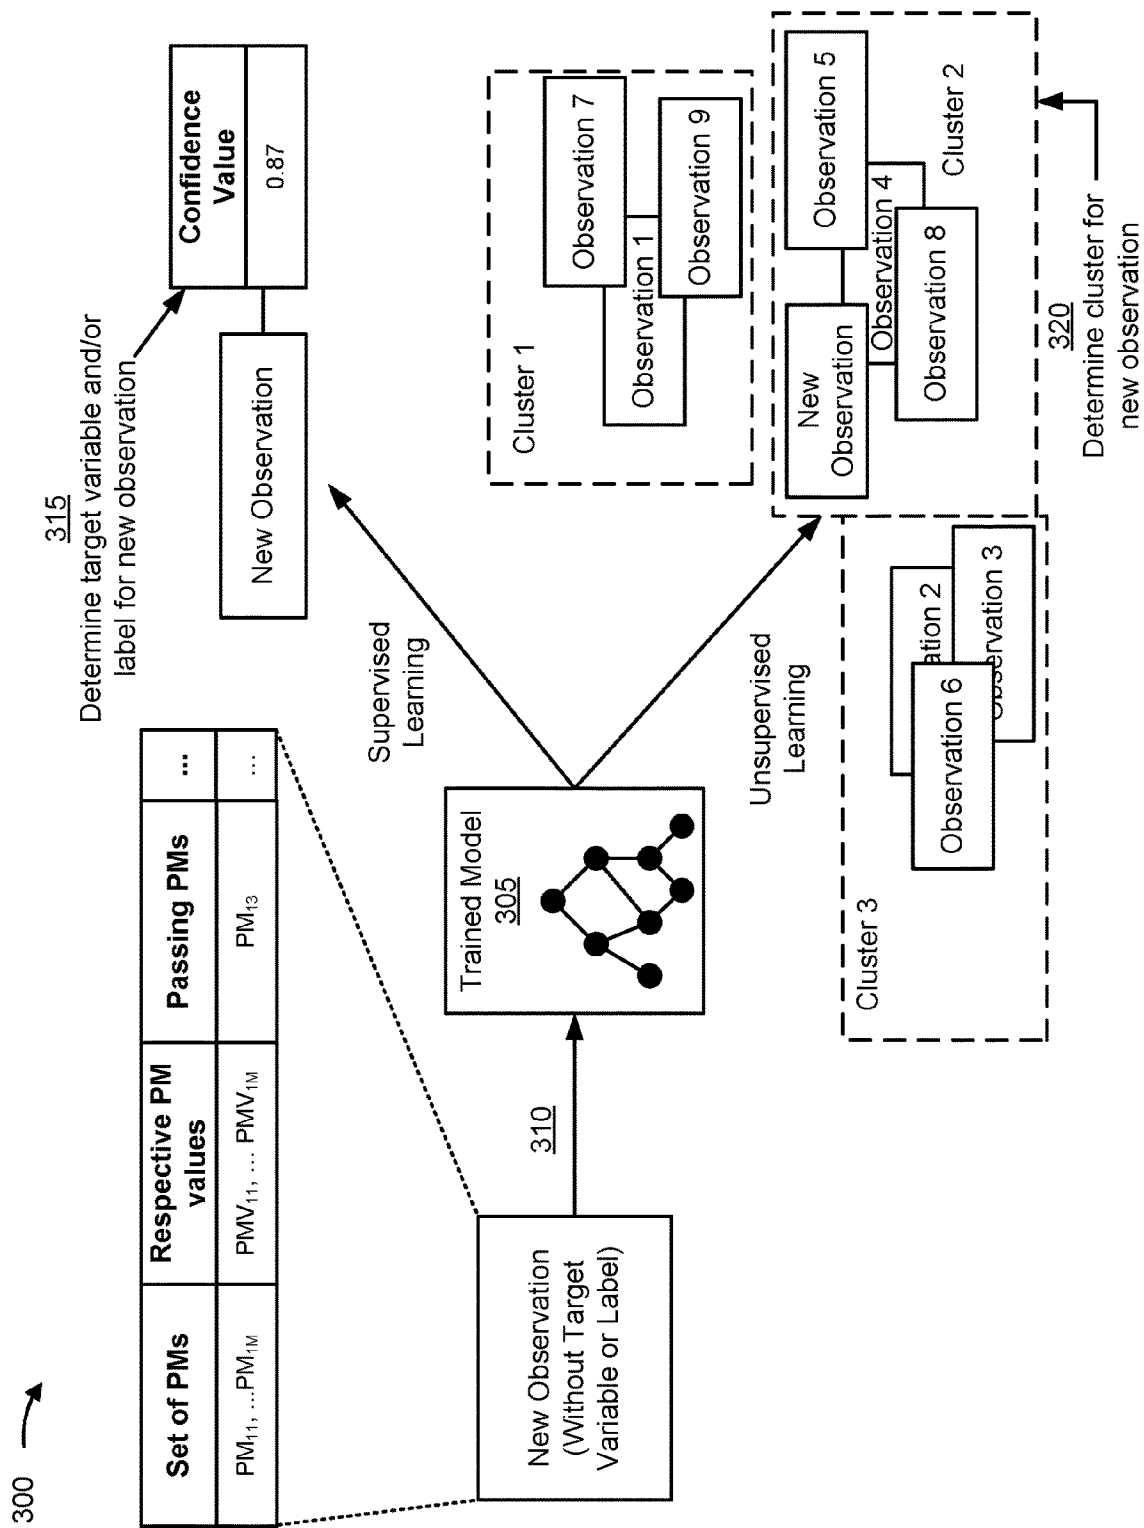 300
Set of PMs
Respective PM
values
Passing PMs
...
PM₁₁, ...PM₁ₘ
PMV₁₁, ... PMV₁ₘ
PM₁₃
...
New Observation
(Without Target
Variable or Label)
310
Trained Model
305
Supervised
Learning
Unsupervised
Learning
315
Determine target variable and/or
label for new observation
New Observation
Confidence
Value
0.87
Cluster 1
Observation 7
Observation 1
Observation 9
New
Observation
Observation 5
Observation 4
Observation 8
Cluster 2
Cluster 3
vation 2
Observation 6
bservation 3
320
Determine cluster for
new observation